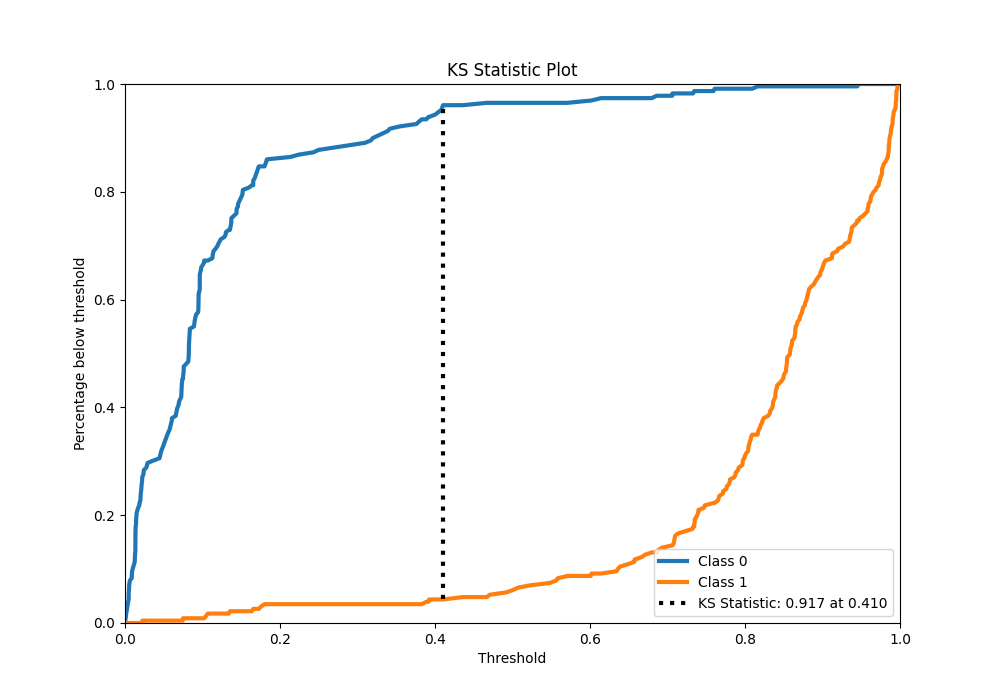 KS Statistic Plot
1.0
0.8
0.6
0.4
0.2
0.0
Percentage below threshold
0.0 0.2 0.4 0.6 0.8 1.0
Threshold
Class 0
Class 1
KS Statistic: 0.917 at 0.410